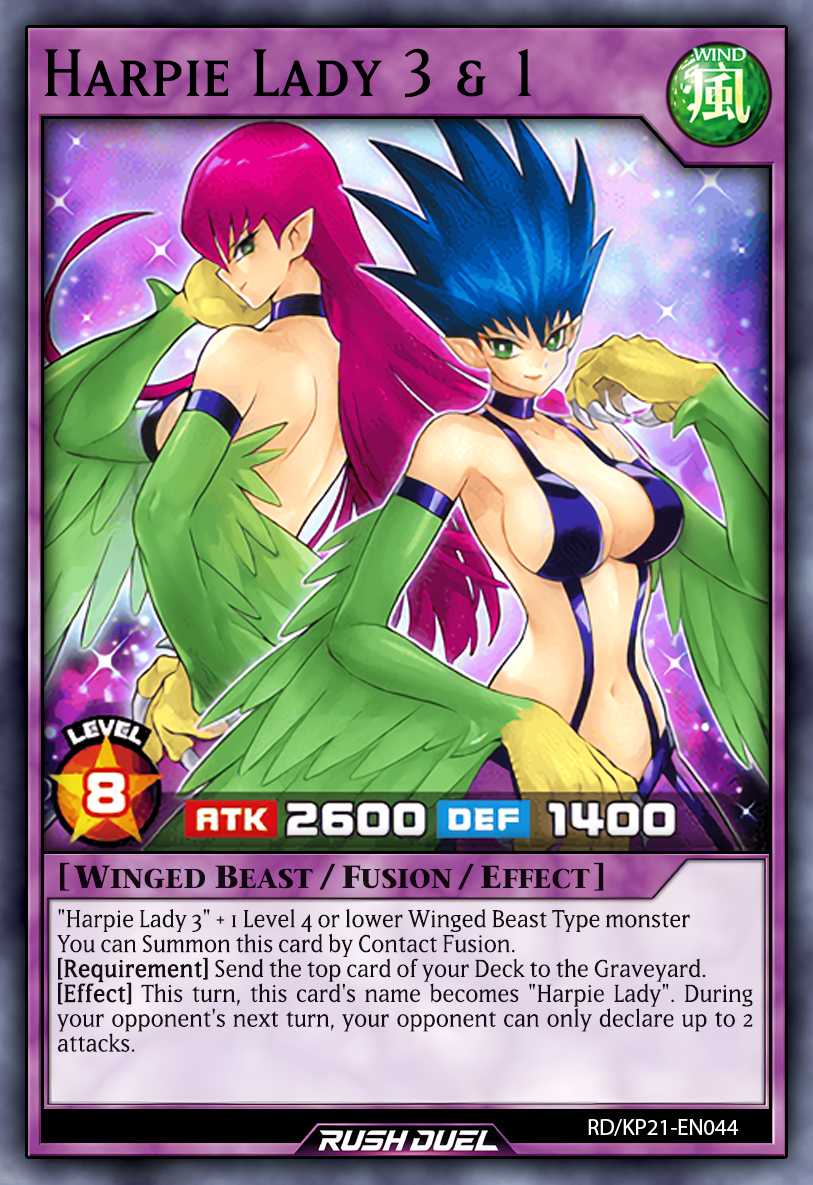 Harpie Lady 3 & 1
WIND
風
LEVEL
8
ATK 2600 DEF 1400
[Winged Beast / Fusion / Effect]
"Harpie Lady 3" + 1 Level 4 or lower Winged Beast Type monster
You can Summon this card by Contact Fusion.
[Requirement] Send the top card of your Deck to the Graveyard.
[Effect] This turn, this card's name becomes "Harpie Lady". During
your opponent's next turn, your opponent can only declare up to 2
attacks.
RD/KP21-EN044
RUSH DUEL